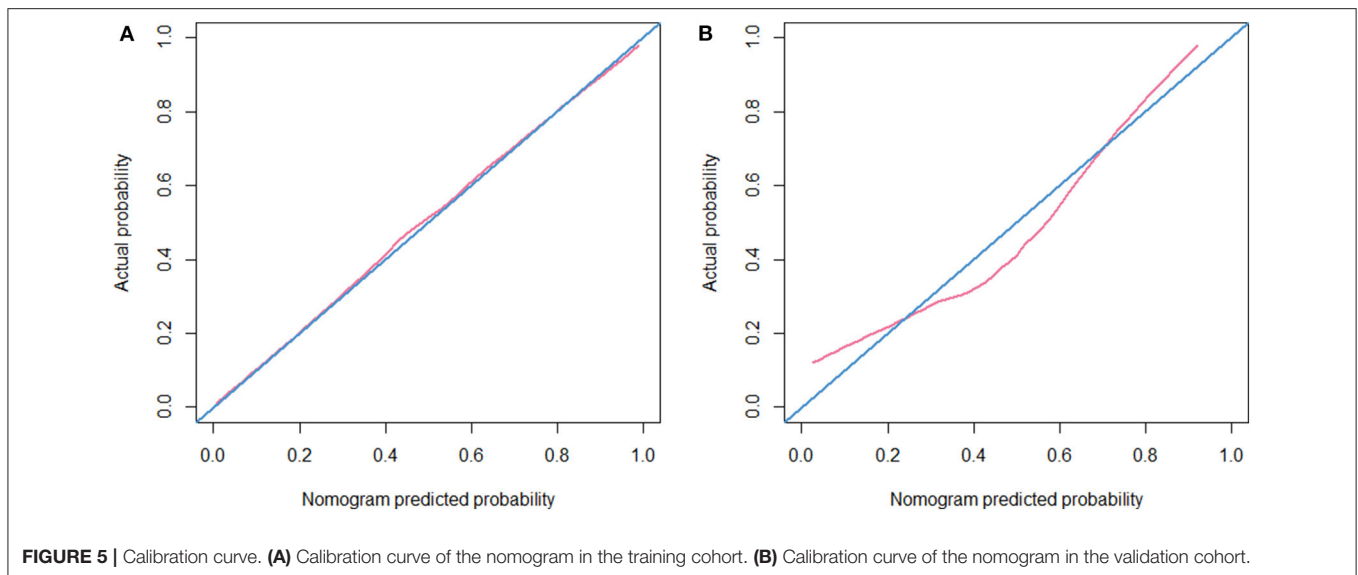 A
Actual probability
1.0
0.8
0.6
0.4
0.2
0.0
0.0 0.2 0.4 0.6 0.8 1.0
Nomogram predicted probability
B
Actual probability
1.0
0.8
0.6
0.4
0.2
0.0
0.0 0.2 0.4 0.6 0.8 1.0
Nomogram predicted probability
FIGURE 5 | Calibration curve. (A) Calibration curve of the nomogram in the training cohort. (B) Calibration curve of the nomogram in the validation cohort.